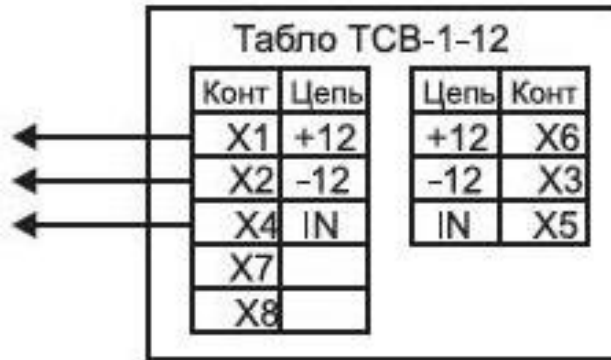 Табло ТСВ-1-12
Конт Цепь Цепь Конт
X1 +12 +12 X6
X2 -12 -12 X3
X4 IN IN X5
X7
X8